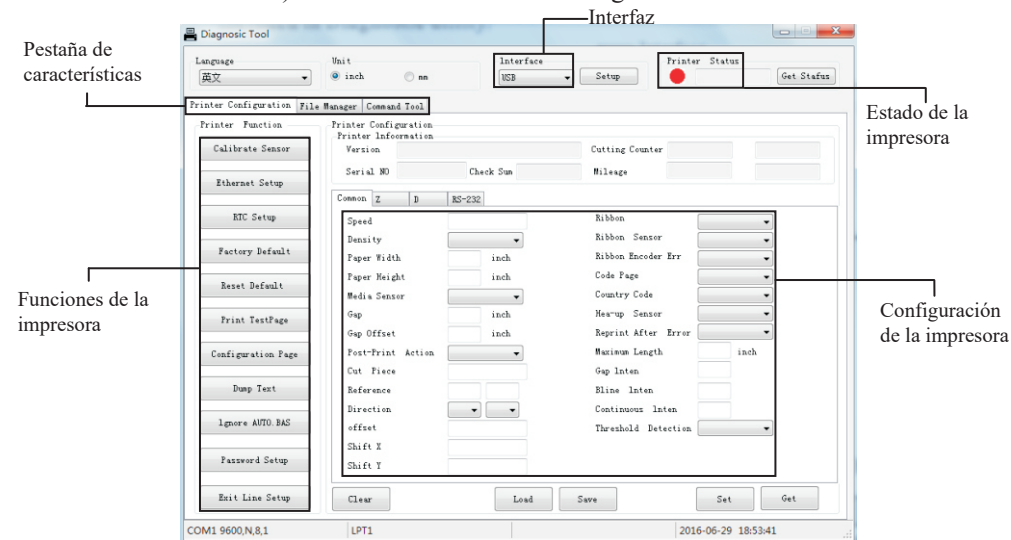 Interfaz
Diagnosic Tool
Pestaña de
características
Language
Unit
Interface
Printer Status
英文
inch
mm
USB
Setup
Get Stafus
Printer Configuration
File Manager
Command Tool
Estado de la
impresora
Printer Function
Printer Configuration
Printer Infoormation
Calibrate Sensor
Version
Cutting Counter
Serial NO
Check Sum
Mileage
Ethernet Setup
Common
Z
D
RS-232
RTC Setup
Speed
Ribbon
Density
Ribbon Sensor
Factory Default
Paper Width
inch
Ribbon Encoder Err
Paper Height
inch
Code Page
Reset Default
Media Sensor
Country Code
Funciones de la
impresora
Gap
inch
Hea-up Sensor
Configuración
de la impresora
Print TestPage
Gap Offset
inch
Reprint After Error
Configuration Page
Post-Print Action
Maximum Length
inch
Cut Piece
Gap Inten
Dump Text
Reference
Bline Inten
Direction
Continuous Inten
Ignore AUTO.BAS
offset
Threshold Detection
Shift X
Password Setup
Shift Y
Exit Line Setup
Clear
Load
Save
Set
Get
COM1 9600,N,8,1
LPT1
2016-06-29 18:53:41